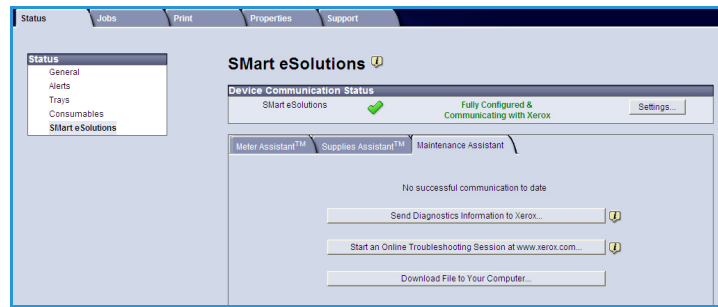 Status Jobs Print Properties Support
Status
General
Alerts
Trays
Consumables
SMart eSolutions
SMart eSolutions
Device Communication Status
SMart eSolutions
Fully Configured &
Communicating with Xerox
Settings...
Meter Assistant™ Supplies Assistant™ Maintenance Assistant
No successful communication to date
Send Diagnostics Information to Xerox...
Start an Online Troubleshooting Session at www.xerox.com...
Download File to Your Computer...